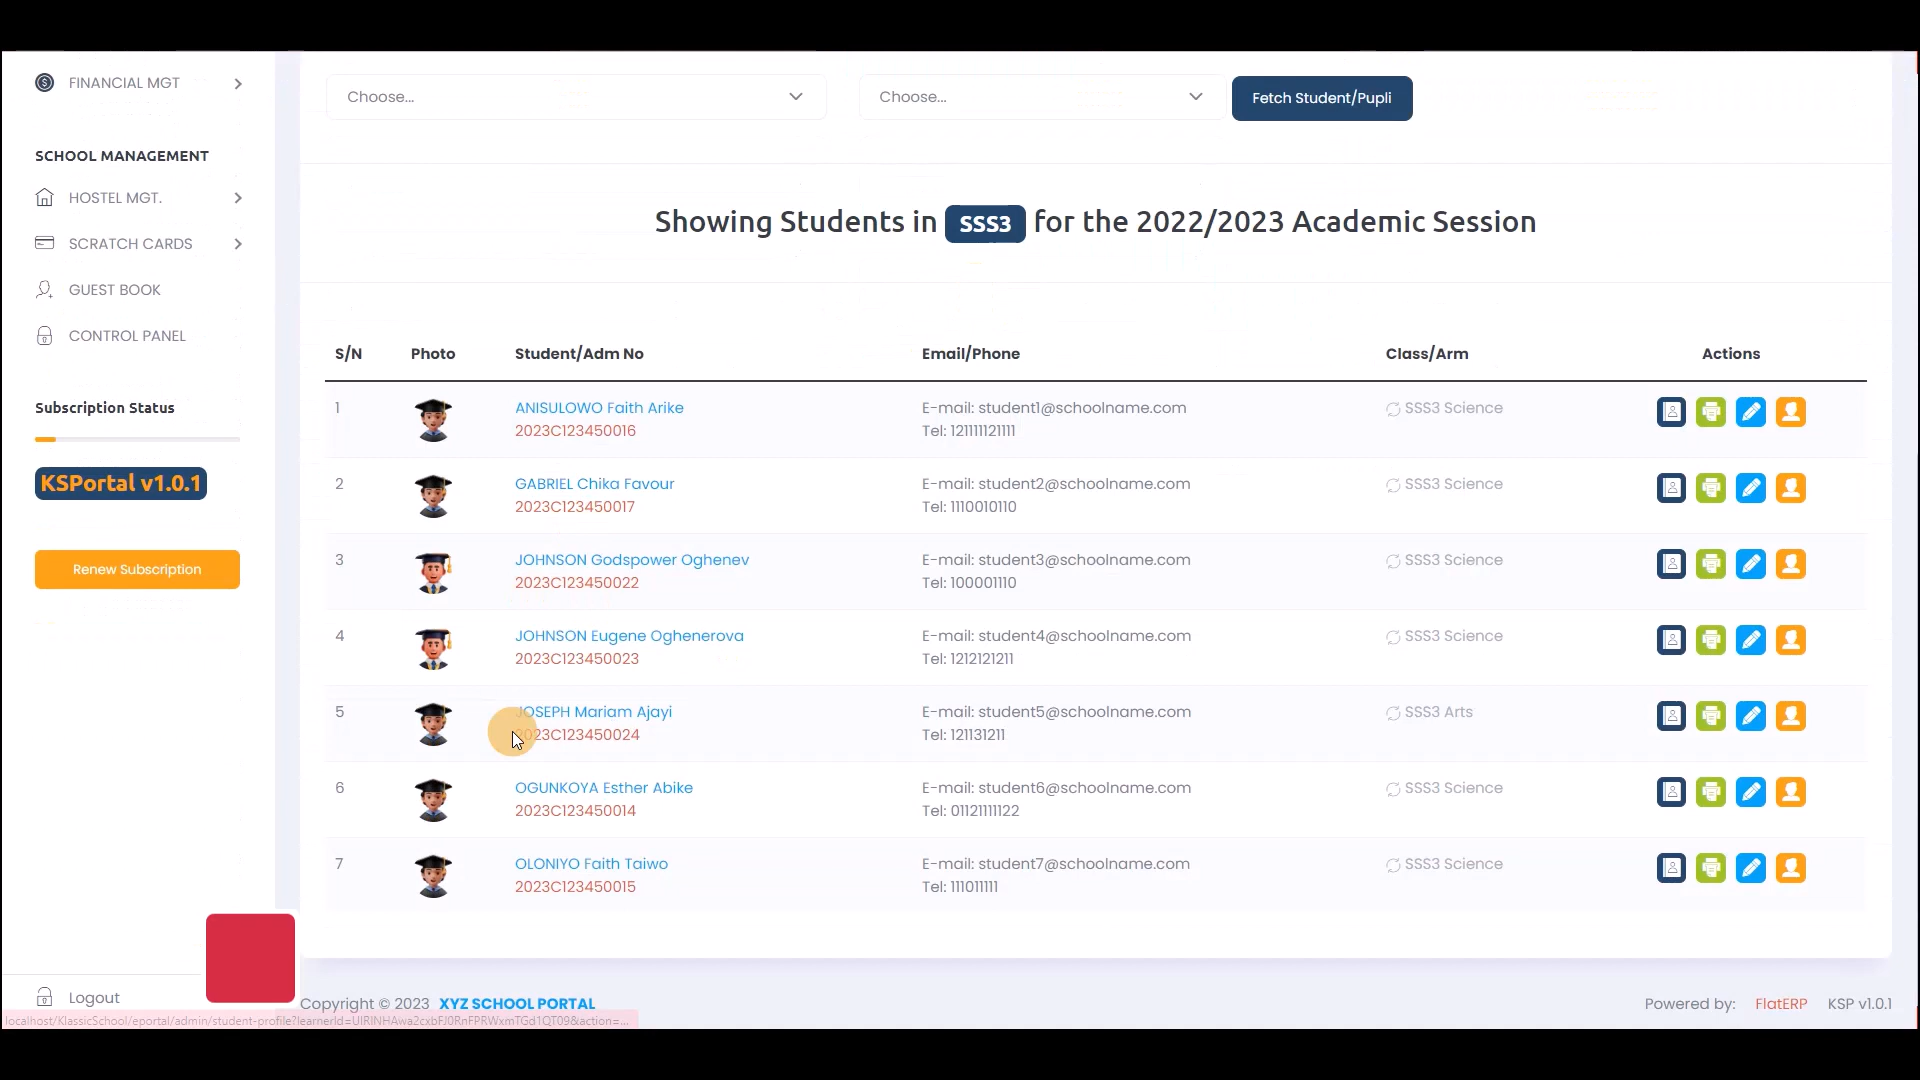 FINANCIAL MGT
Choose...
Choose...
Fetch Student/Pupli
SCHOOL MANAGEMENT
HOSTEL MGT.
SCRATCH CARDS
GUEST BOOK
CONTROL PANEL
Subscription Status
KSPortal v1.0.1
Renew Subscription
Logout
Showing Students in SSS3 for the 2022/2023 Academic Session
S/N Photo Student/Adm No Email/Phone Class/Arm Actions
1 ANISULOWO Faith Arike E-mail: student1@schoolname.com SSS3 Science
2023C123450016 Tel: 121111121111
2 GABRIEL Chika Favour E-mail: student2@schoolname.com SSS3 Science
2023C123450017 Tel: 1110010110
3 JOHNSON Godspower Oghenev E-mail: student3@schoolname.com SSS3 Science
2023C123450022 Tel: 100001110
4 JOHNSON Eugene Oghenerova E-mail: student4@schoolname.com SSS3 Science
2023C123450023 Tel: 1212121211
5 JOSEPH Mariam Ajayi E-mail: student5@schoolname.com SSS3 Arts
2023C123450024 Tel: 121131211
6 OGUNKOYA Esther Abike E-mail: student6@schoolname.com SSS3 Science
2023C123450014 Tel: 01121111122
7 OLONIYO Faith Taiwo E-mail: student7@schoolname.com SSS3 Science
2023C123450015 Tel: 111011111
Copyright © 2023 XYZ SCHOOL PORTAL
Powered by: FlatERP KSP v1.0.1